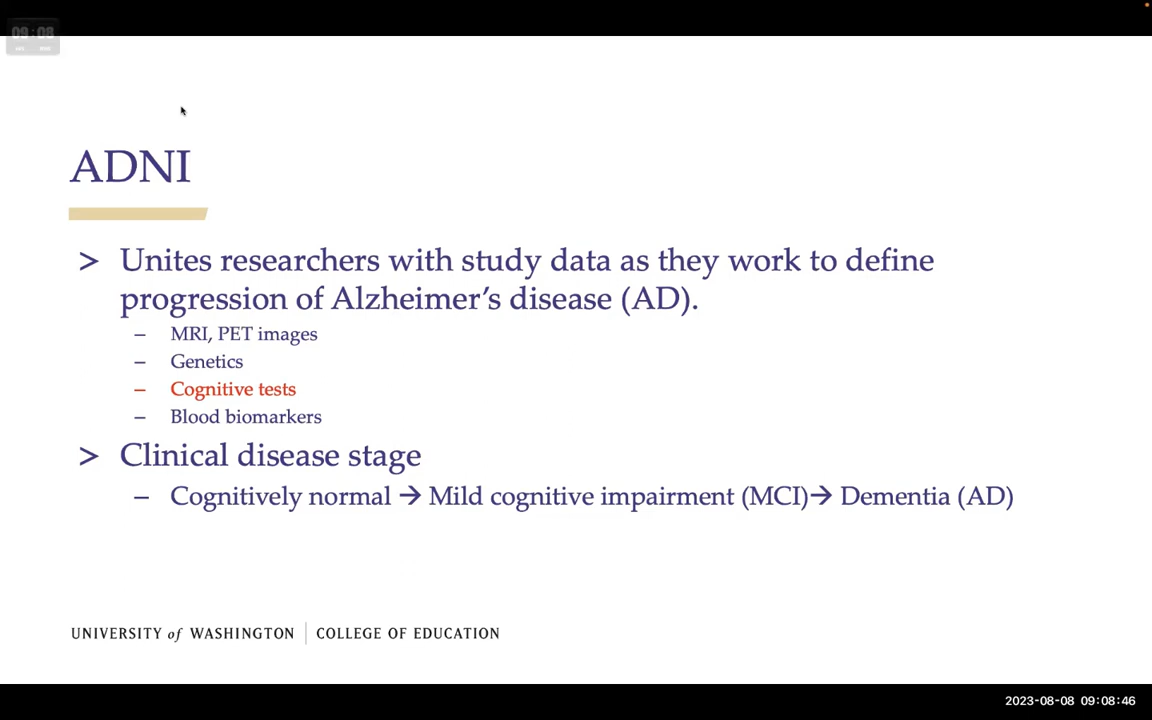 09:08
ADNI
> Unites researchers with study data as they work to define
progression of Alzheimer’s disease (AD).
– MRI, PET images
– Genetics
– Cognitive tests
– Blood biomarkers
> Clinical disease stage
– Cognitively normal → Mild cognitive impairment (MCI)→ Dementia (AD)
UNIVERSITY of WASHINGTON | COLLEGE OF EDUCATION
2023-08-08 09:08:46